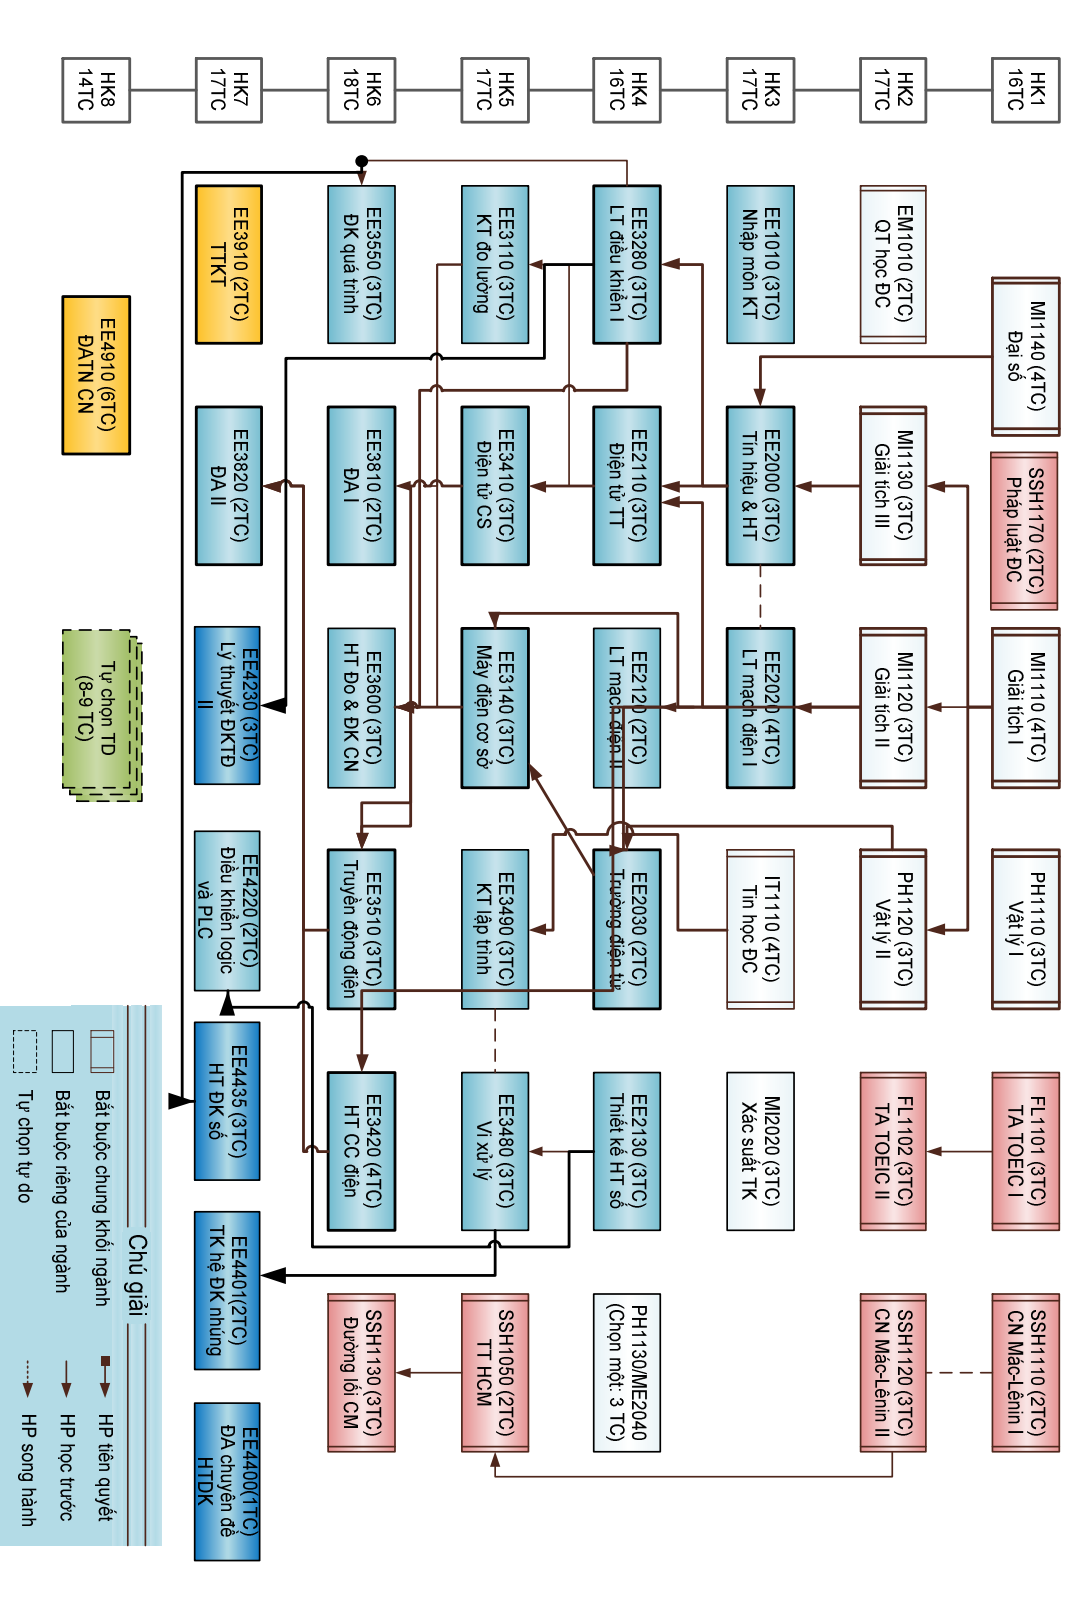 HK1
16TC
MI1140 (4TC)
Đại số
SSH1170 (2TC)
Pháp luật ĐC
MI1110 (4TC)
Giải tích I
PH1110 (3TC)
Vật lý I
FL1101 (3TC)
TA TOEIC I
SSH1110 (2TC)
CN Mác-Lênin I
HK2
17TC
EM1010 (2TC)
QT học ĐC
MI1130 (3TC)
Giải tích III
MI1120 (3TC)
Giải tích II
PH1120 (3TC)
Vật lý II
FL1102 (3TC)
TA TOEIC II
SSH1120 (3TC)
CN Mác-Lênin II
HK3
17TC
EE1010 (3TC)
Nhập môn KT
EE2000 (3TC)
Tín hiệu & HT
EE2020 (4TC)
LT mạch điện I
IT1110 (4TC)
Tin học ĐC
MI2020 (3TC)
Xác suất TK
HK4
16TC
EE3280 (3TC)
LT điều khiển I
EE2110 (3TC)
Điện tử TT
EE2120 (2TC)
LT mạch điện II
EE2030 (2TC)
Trường điện từ
EE2130 (3TC)
Thiết kế HT số
PH1130/ME2040
(Chọn một: 3 TC)
HK5
17TC
EE3110 (3TC)
KT đo lường
EE3410 (3TC)
Điện tử CS
EE3140 (3TC)
Máy điện cơ sở
EE3490 (3TC)
KT lập trình
EE3480 (3TC)
Vi xử lý
SSH1050 (2TC)
TT HCM
HK6
18TC
EE3550 (3TC)
ĐK quá trình
EE3810 (2TC)
ĐA I
EE3600 (3TC)
HT Đo & ĐK CN
EE3510 (3TC)
Truyền động điện
EE3420 (4TC)
HT CC điện
SSH1130 (3TC)
Đường lối CM
HK7
17TC
EE3910 (2TC)
TTKT
EE3820 (2TC)
ĐA II
EE4230 (3TC)
Lý thuyết ĐKTĐ
II
EE4220 (2TC)
Điều khiển logic
và PLC
EE4435 (3TC)
HT ĐK số
EE4401(2TC)
TK hệ ĐK nhúng
EE4400(1TC)
ĐA chuyên đề
HTDK
HK8
14TC
EE4910 (6TC)
ĐATN CN
Tự chọn TD
(8-9 TC)
Chú giải
Bắt buộc chung khối ngành
HP tiên quyết
Bắt buộc riêng của ngành
HP học trước
Tự chọn tự do
HP song hành